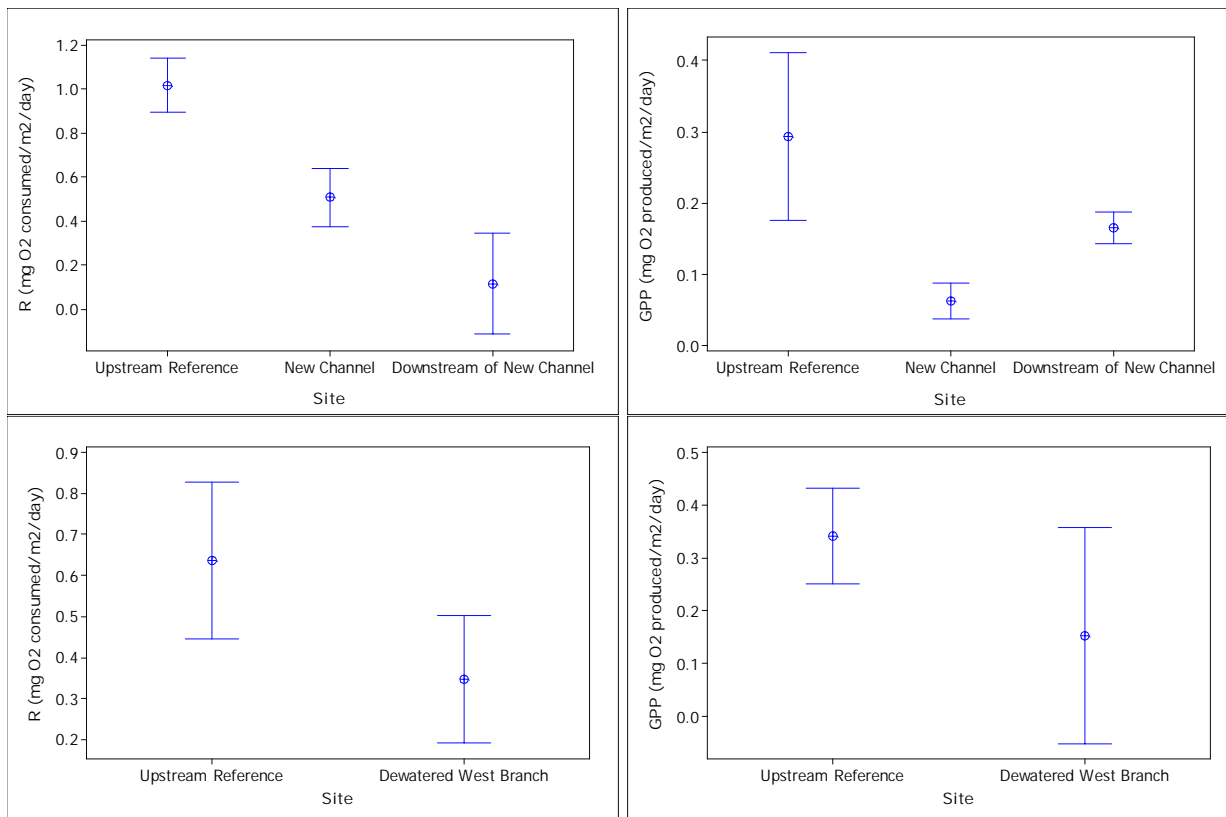 R (mg O2 consumed/m2/day)
1.2
1.0
0.8
0.6
0.4
0.2
0.0
Upstream Reference New Channel Downstream of New Channel
Site
GPP (mg O2 produced/m2/day)
0.4
0.3
0.2
0.1
0.0
Upstream Reference New Channel Downstream of New Channel
Site
R (mg O2 consumed/m2/day)
0.9
0.8
0.7
0.6
0.5
0.4
0.3
0.2
Upstream Reference Dewatered West Branch
Site
GPP (mg O2 produced/m2/day)
0.5
0.4
0.3
0.2
0.1
0.0
Upstream Reference Dewatered West Branch
Site